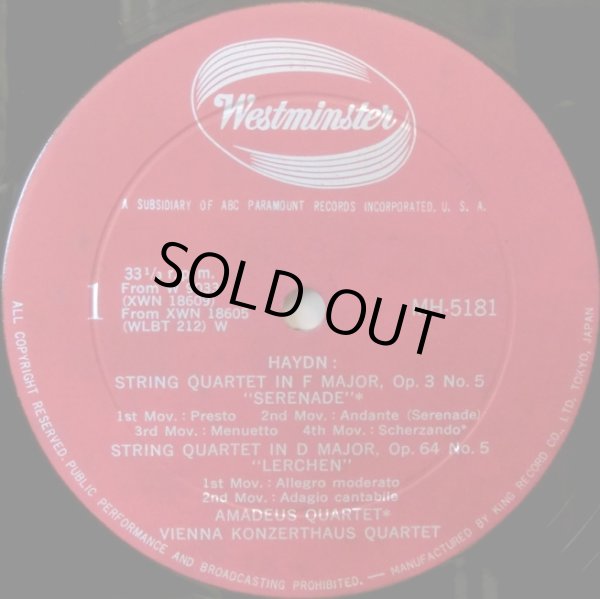 Westminster
A SUBSIDIARY OF ABC PARAMOUNT RECORDS INCORPORATED. U. S. A.
SOLD OUT
1
33 1/3 r.p.m.
From W
(XWN 18609)
From XWN 18605
(WLBT 212) W
MH-5181
HAYDN :
STRING QUARTET IN F MAJOR, Op. 3 No. 5
"SERENADE"*
1st Mov. : Presto 2nd Mov. : Andante (Serenade)
3rd Mov. : Menuetto 4th Mov. : Scherzando*
STRING QUARTET IN D MAJOR, Op. 64 No. 5
"LERCHEN"
1st Mov. : Allegro moderato
2nd Mov. : Adagio cantabile
AMADEUS QUARTET*
VIENNA KONZERTHAUS QUARTET
ALL COPYRIGHT RESERVED. PUBLIC PERFORMANCE AND BROADCASTING PROHIBITED. — MANUFACTURED BY KING RECORD CO., LTD, TOKYO, JAPAN